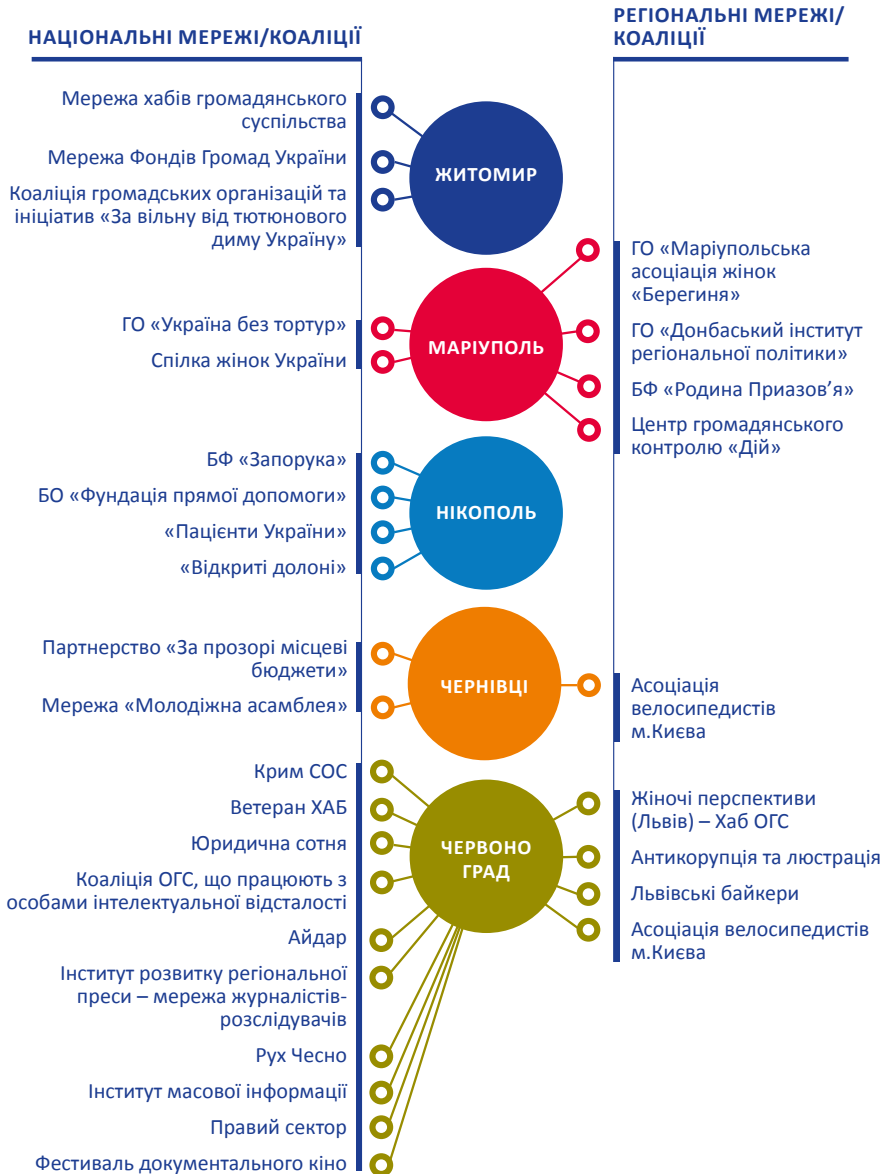 НАЦІОНАЛЬНІ МЕРЕЖІ/КОАЛІЦІЇ
РЕГІОНАЛЬНІ МЕРЕЖІ/
КОАЛІЦІЇ
Мережа хабів громадянського
суспільства
Мережа Фондів Громад України
Коаліція громадських організацій та
ініціатив «За вільну від тютюнового
диму Україну»
ЖИТОМИР
ГО «Україна без тортур»
Спілка жінок України
МАРІУПОЛЬ
ГО «Маріупольська
асоціація жінок
«Берегиня»
ГО «Донбаський інститут
регіональної політики»
БФ «Родина Приазов’я»
Центр громадянського
контролю «Дій»
БФ «Запорука»
БО «Фундація прямої допомоги»
«Пацієнти України»
«Відкриті долоні»
НІКОПОЛЬ
Партнерство «За прозорі місцеві
бюджети»
Мережа «Молодіжна асамблея»
ЧЕРНІВЦІ
Асоціація
велосипедистів
м.Києва
Крим СОС
Ветеран ХАБ
Юридична сотня
Коаліція ОГС, що працюють з
особами інтелектуальної відсталості
Айдар
Інститут розвитку регіональної
преси – мережа журналістів-
розслідувачів
Рух Чесно
Інститут масової інформації
Правий сектор
Фестиваль документального кіно
ЧЕРВОНО
ГРАД
Жіночі перспективи
(Львів) – Хаб ОГС
Антикорупція та люстрація
Львівські байкери
Асоціація велосипедистів
м.Києва